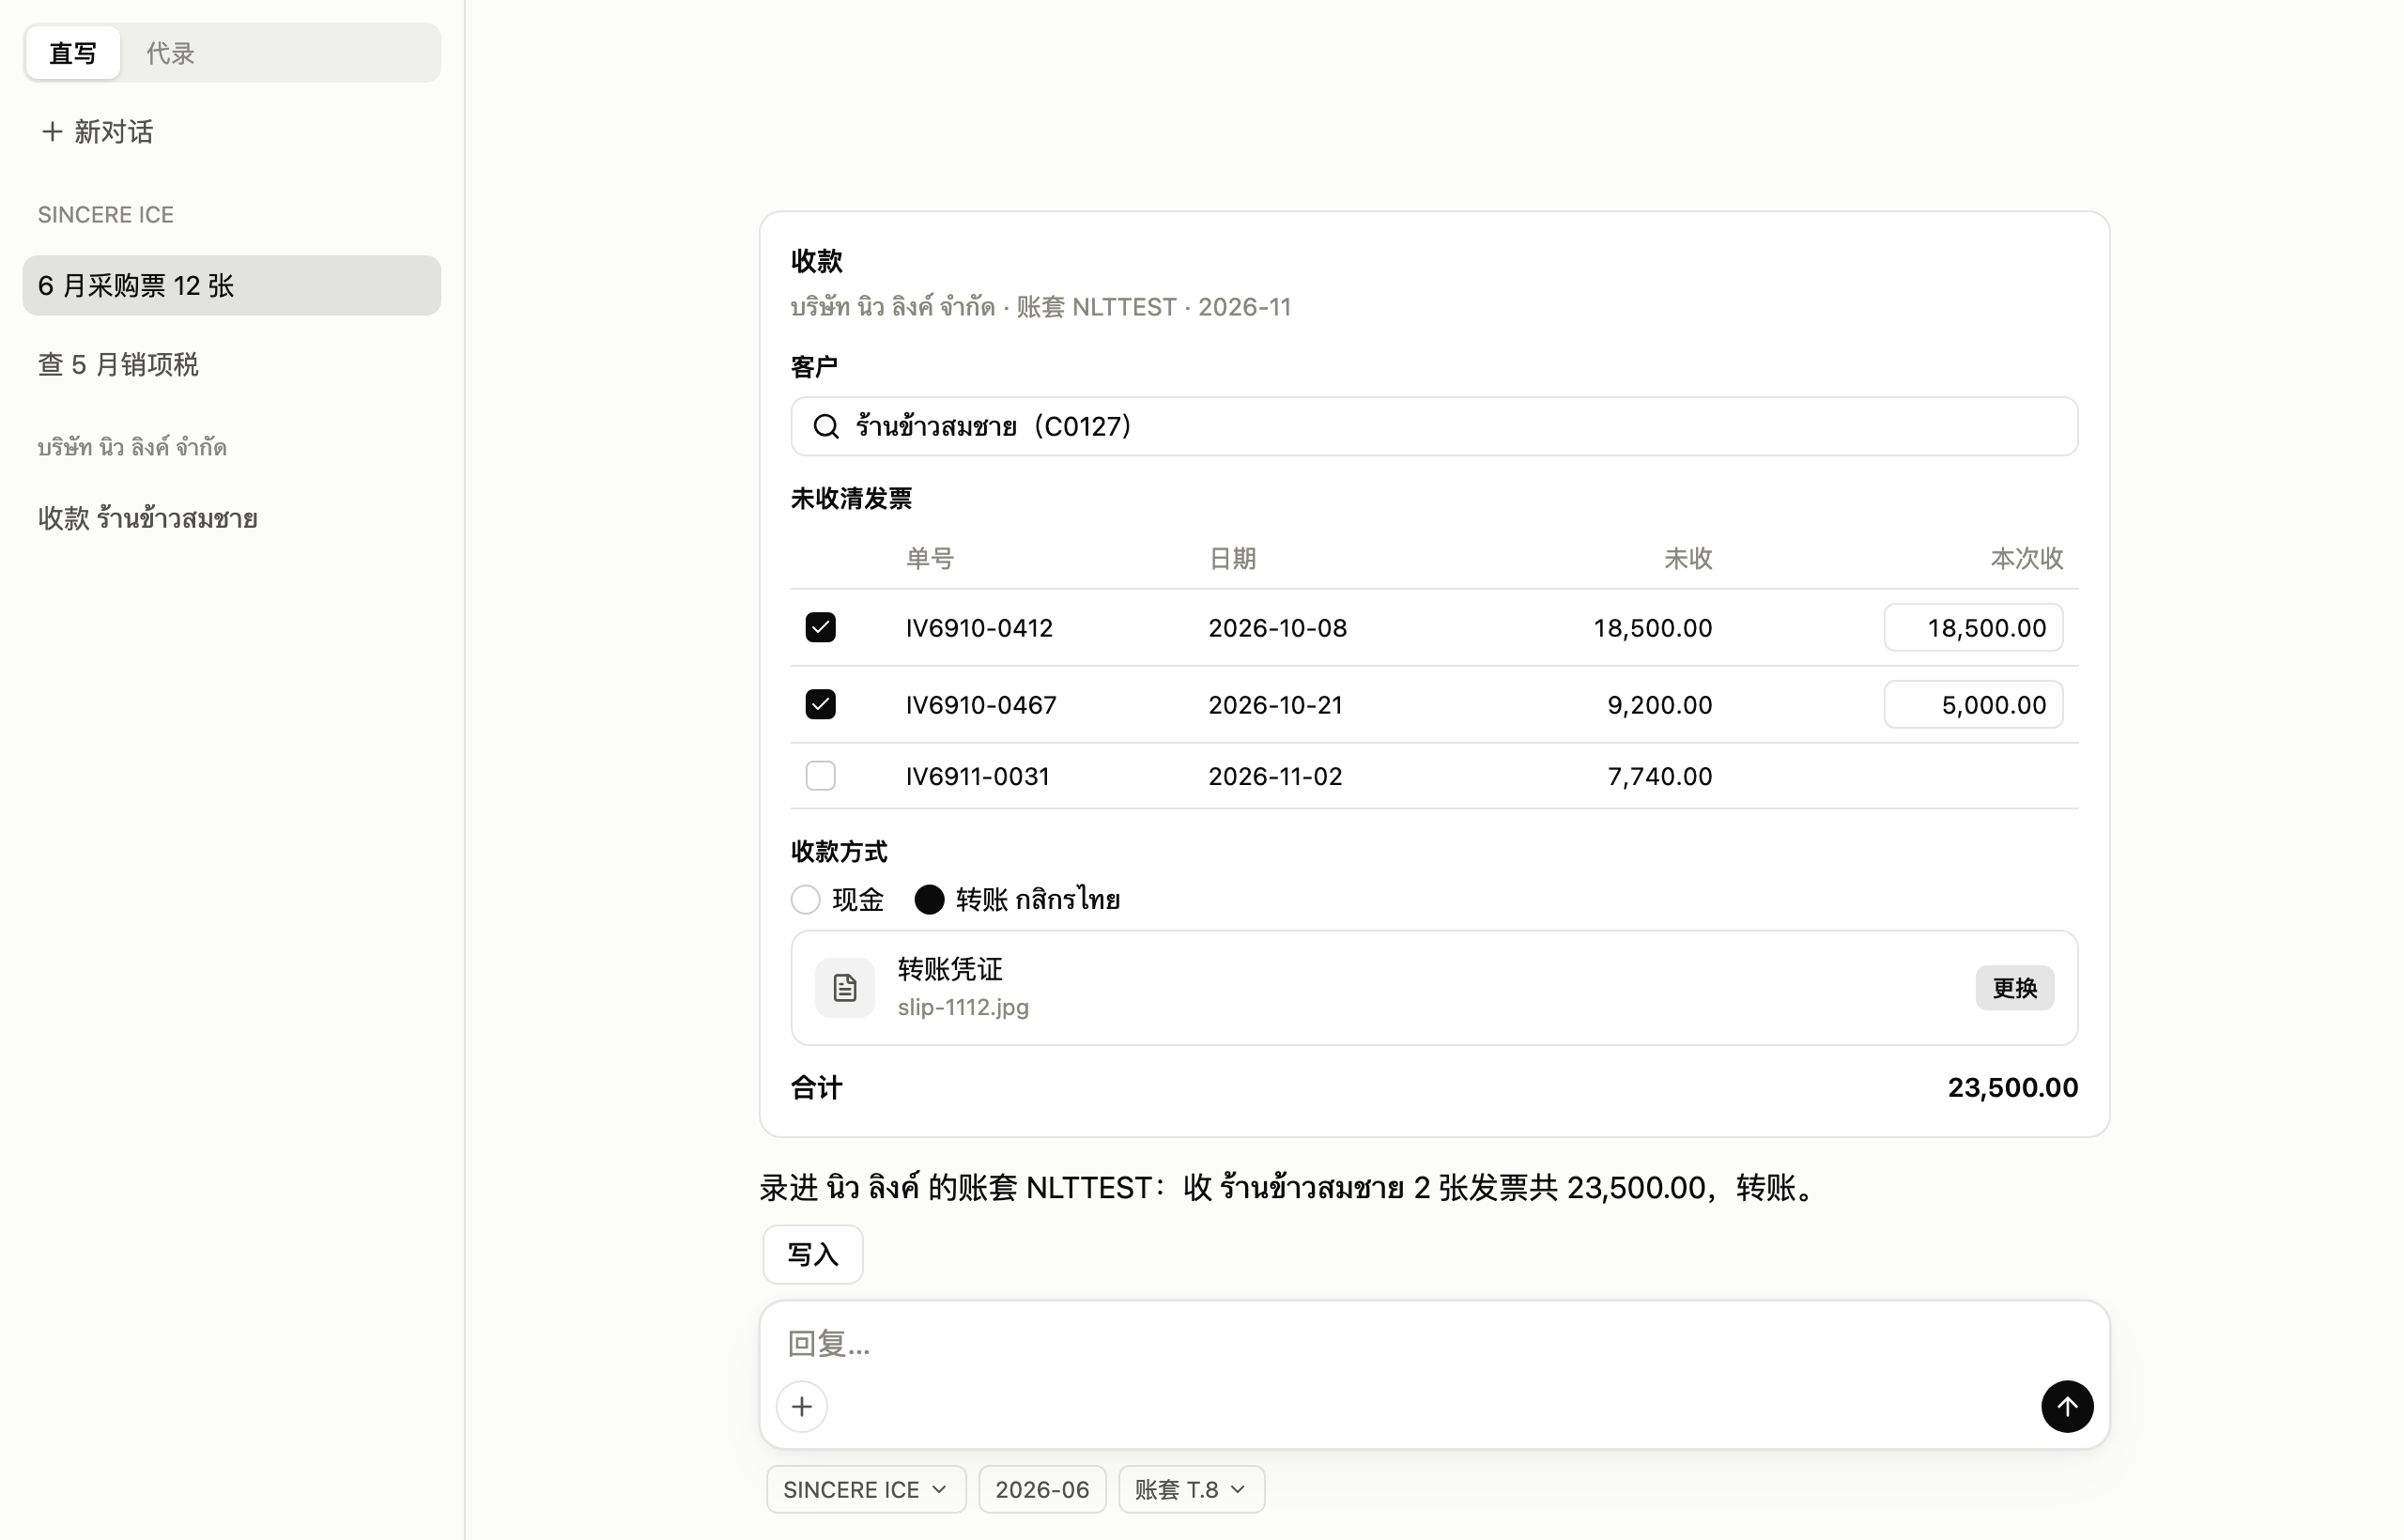 直写 代录
新对话
SINCERE ICE
6 月采购票 12 张
查 5 月销项税
บริษัท นิว ลิงค์ จำกัด
收款 ร้านข้าวสมชาย
收款
บริษัท นิว ลิงค์ จำกัด · 账套 NLTTEST · 2026-11
客户
ร้านข้าวสมชาย（C0127）
未收清发票
单号 日期 未收 本次收
IV6910-0412 2026-10-08 18,500.00 18,500.00
IV6910-0467 2026-10-21 9,200.00 5,000.00
IV6911-0031 2026-11-02 7,740.00
收款方式
现金 转账 กสิกรไทย
转账凭证
slip-1112.jpg
更换
合计 23,500.00
录进 นิว ลิงค์ 的账套 NLTTEST：收 ร้านข้าวสมชาย 2 张发票共 23,500.00，转账。
写入
回复...
SINCERE ICE 2026-06 账套 T.8